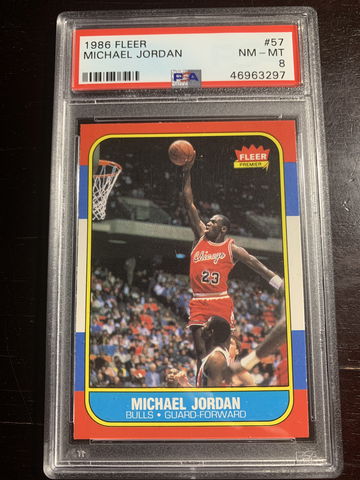 1986 FLEER #57
MICHAEL JORDAN NM - MT
PSA 8
46963297
FLEER
PREMIER
Chicago
23
MICHAEL JORDAN
BULLS • GUARD-FORWARD